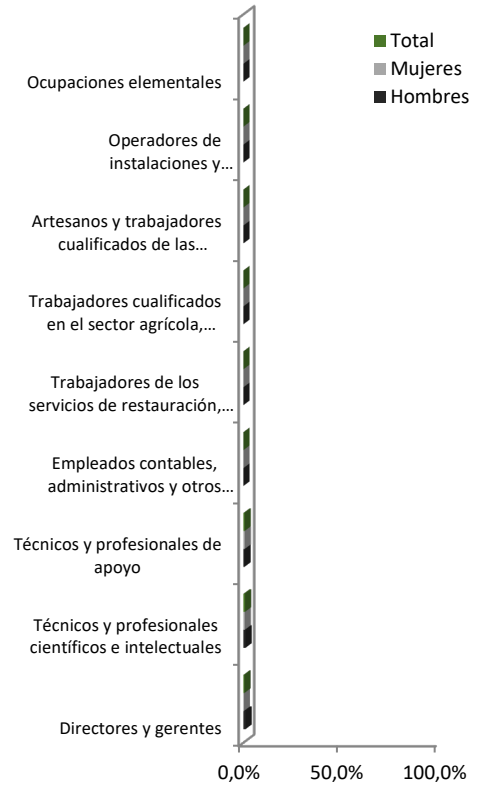 Total
Mujeres
Hombres
Ocupaciones elementales
Operadores de
instalaciones y…
Artesanos y trabajadores
cualificados de las…
Trabajadores cualificados
en el sector agrícola,…
Trabajadores de los
servicios de restauración,…
Empleados contables,
administrativos y otros…
Técnicos y profesionales de
apoyo
Técnicos y profesionales
científicos e intelectuales
Directores y gerentes
0,0% 50,0% 100,0%